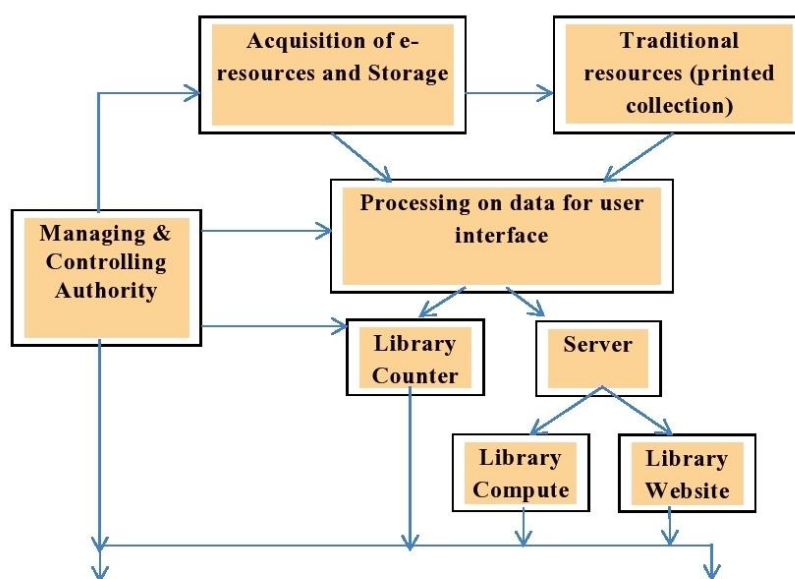 Acquisition of e-
resources and Storage
Traditional
resources (printed
collection)
Processing on data for user
interface
Managing &
Controlling
Authority
Library
Counter
Server
Library
Compute
Library
Website